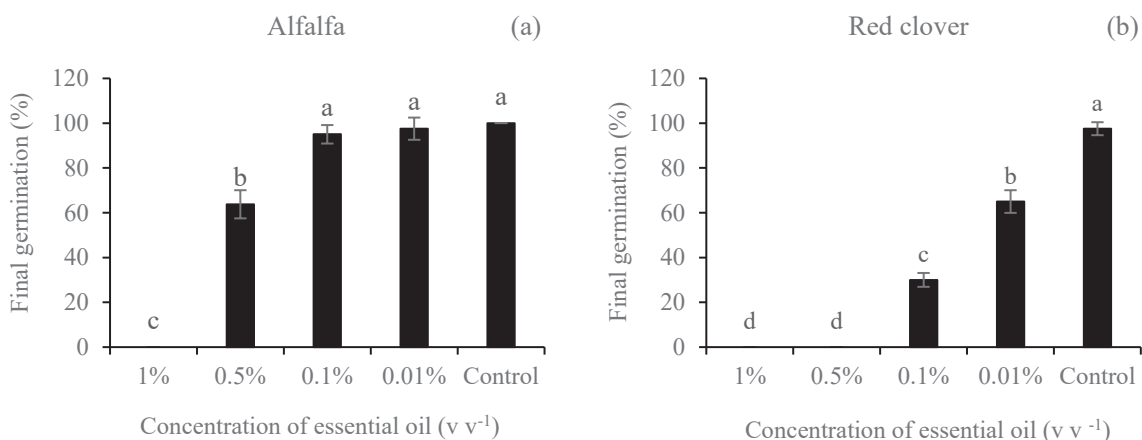 Alfalfa (a)
Final germination (%)
120
100
80
60
40
20
0
c
b
a
a
a
1% 0.5% 0.1% 0.01% Control
Concentration of essential oil (v v⁻¹)
Red clover (b)
Final germination (%)
120
100
80
60
40
20
0
d
d
c
b
a
1% 0.5% 0.1% 0.01% Control
Concentration of essential oil (v v ⁻¹)